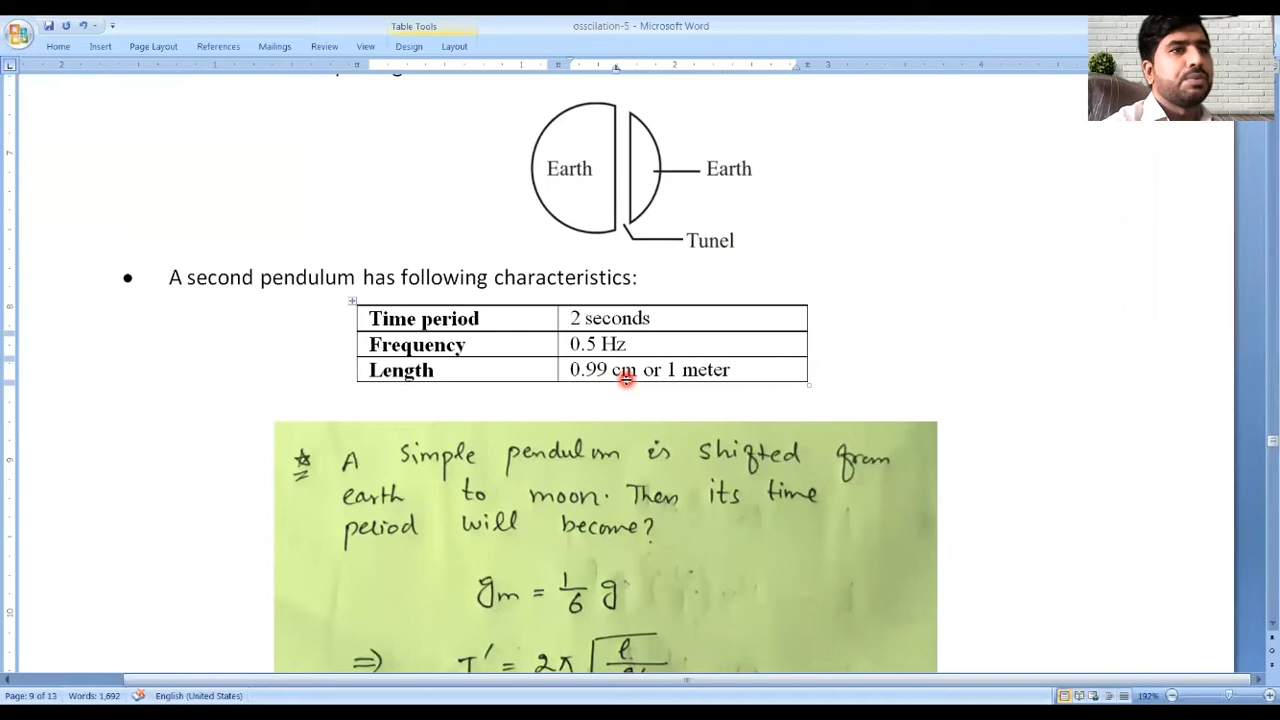 osscilation-5 - Microsoft Word
Table Tools
Home Insert Page Layout References Mailings Review View Design Layout
Earth
Earth
Tunel
• A second pendulum has following characteristics:
Time period 2 seconds
Frequency 0.5 Hz
Length 0.99 cm or 1 meter
A simple pendulum is shifted from
earth to moon. Then its time
period will become?
gm = 1/6 g
⇒ T' = 2π √l
Page: 9 of 13 Words: 1,692 English (United States) 192%